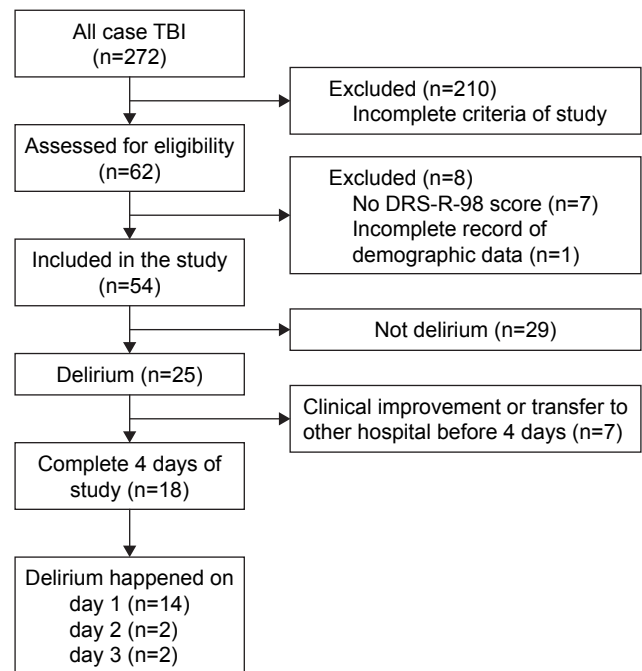 All case TBI
(n=272)
Excluded (n=210)
Incomplete criteria of study
Assessed for eligibility
(n=62)
Excluded (n=8)
No DRS-R-98 score (n=7)
Incomplete record of
demographic data (n=1)
Included in the study
(n=54)
Not delirium (n=29)
Delirium (n=25)
Clinical improvement or transfer to
other hospital before 4 days (n=7)
Complete 4 days of
study (n=18)
Delirium happened on
day 1 (n=14)
day 2 (n=2)
day 3 (n=2)